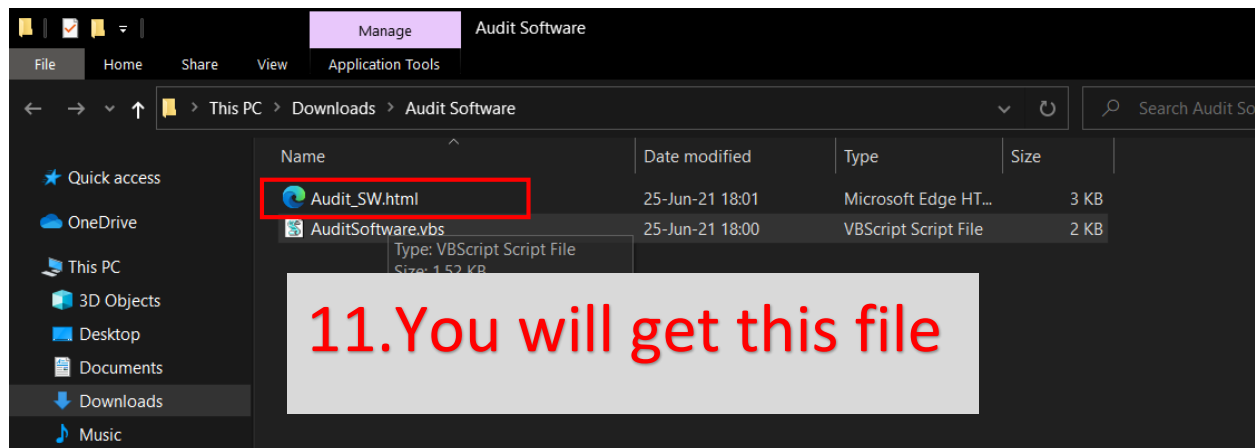 Manage Audit Software
File Home Share View Application Tools
This PC Downloads Audit Software Search Audit So
Name Date modified Type Size
Quick access
Audit_SW.html 25-Jun-21 18:01 Microsoft Edge HT... 3 KB
OneDrive
AuditSoftware.vbs 25-Jun-21 18:00 VBScript Script File 2 KB
Type: VBScript Script File
This PC
Size: 1.52 KB
3D Objects
11.You will get this file
Desktop
Documents
Downloads
Music